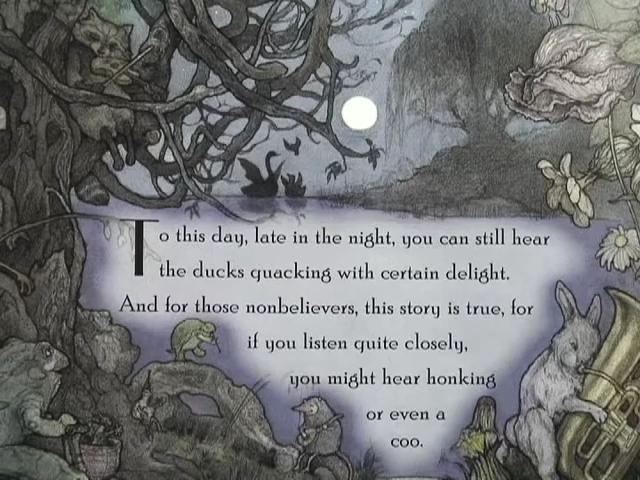 To this day, late in the night, you can still hear
the ducks quacking with certain delight.
And for those nonbelievers, this story is true, for
if you listen quite closely,
you might hear honking
or even a
coo.